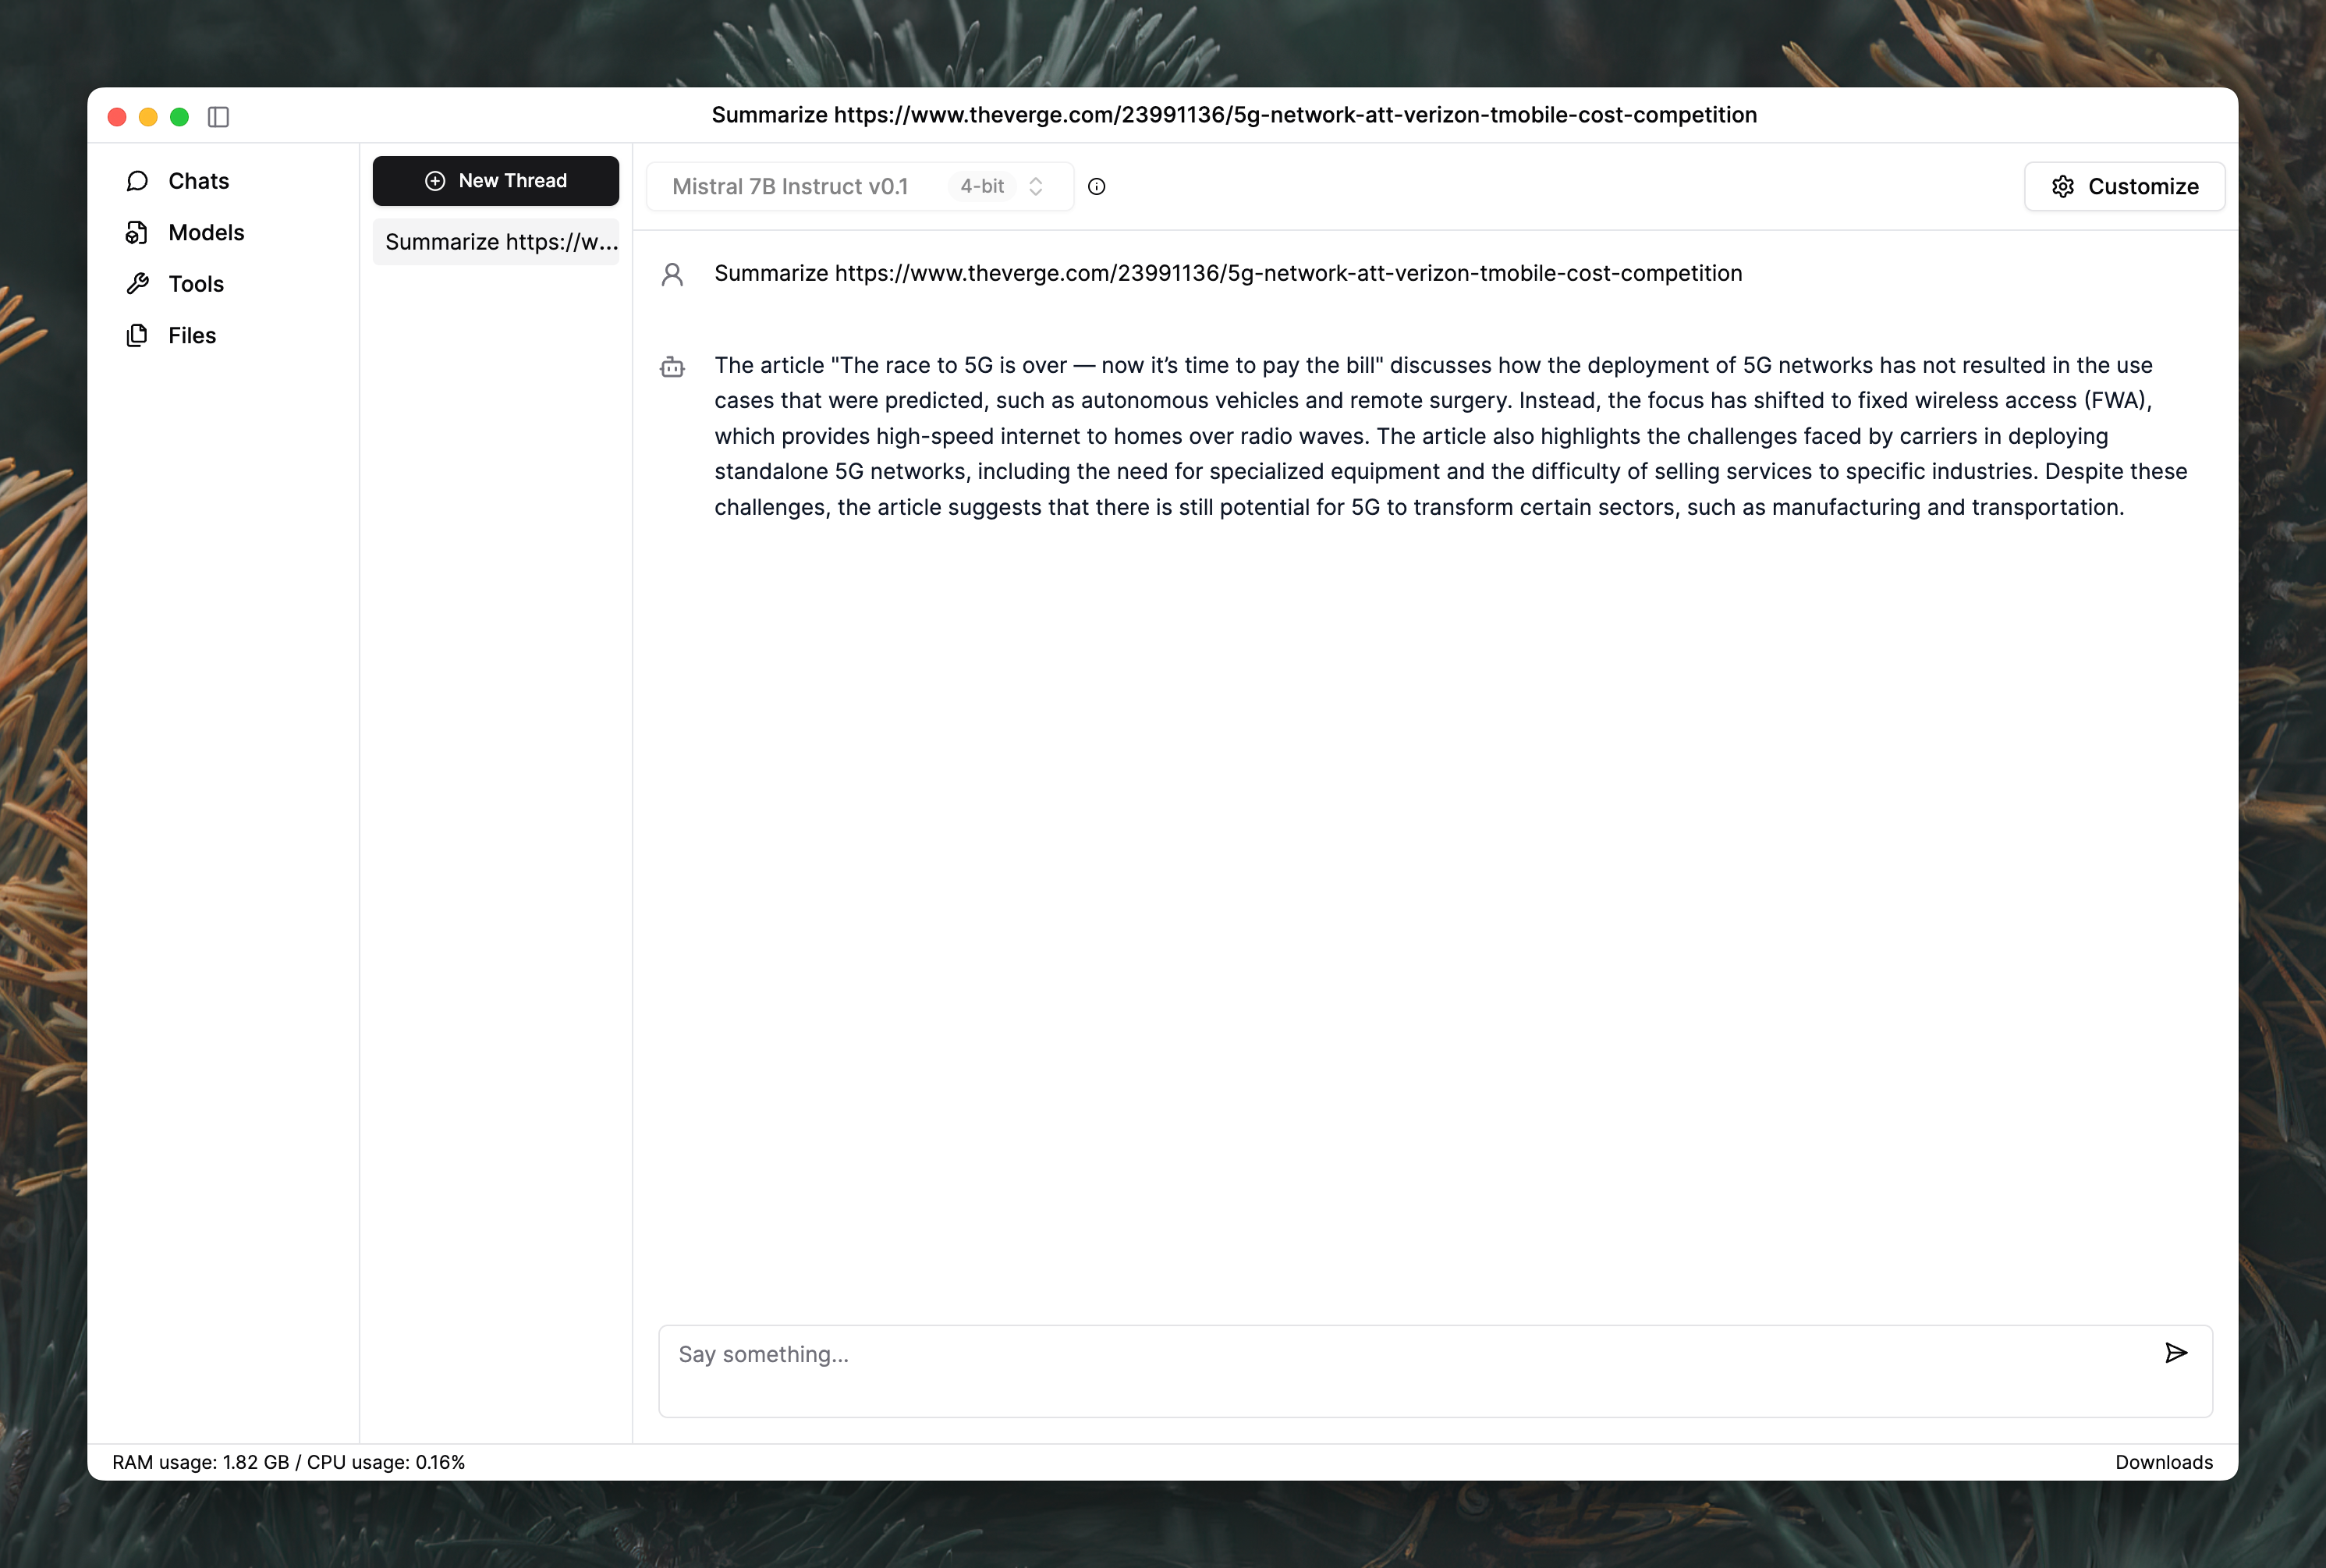 Summarize https://www.theverge.com/23991136/5g-network-att-verizon-tmobile-cost-competition
Chats
Models
Tools
Files
New Thread
Summarize https://w...
Mistral 7B Instruct v0.1 4-bit
Customize
Summarize https://www.theverge.com/23991136/5g-network-att-verizon-tmobile-cost-competition
The article "The race to 5G is over — now it’s time to pay the bill" discusses how the deployment of 5G networks has not resulted in the use
cases that were predicted, such as autonomous vehicles and remote surgery. Instead, the focus has shifted to fixed wireless access (FWA),
which provides high-speed internet to homes over radio waves. The article also highlights the challenges faced by carriers in deploying
standalone 5G networks, including the need for specialized equipment and the difficulty of selling services to specific industries. Despite these
challenges, the article suggests that there is still potential for 5G to transform certain sectors, such as manufacturing and transportation.
Say something...
RAM usage: 1.82 GB / CPU usage: 0.16%
Downloads